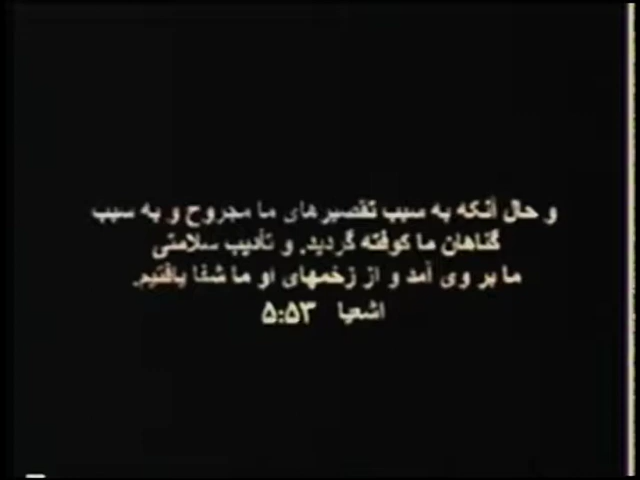 و حال آنکه به سبب تقصیرهای ما مجروح و به سبب
گناهان ما کوفته گردید. و تأدیب سلامتی
ما بر وی آمد و از زخمهای او ما شفا یافتیم.
اشعیا ۵:۵۳